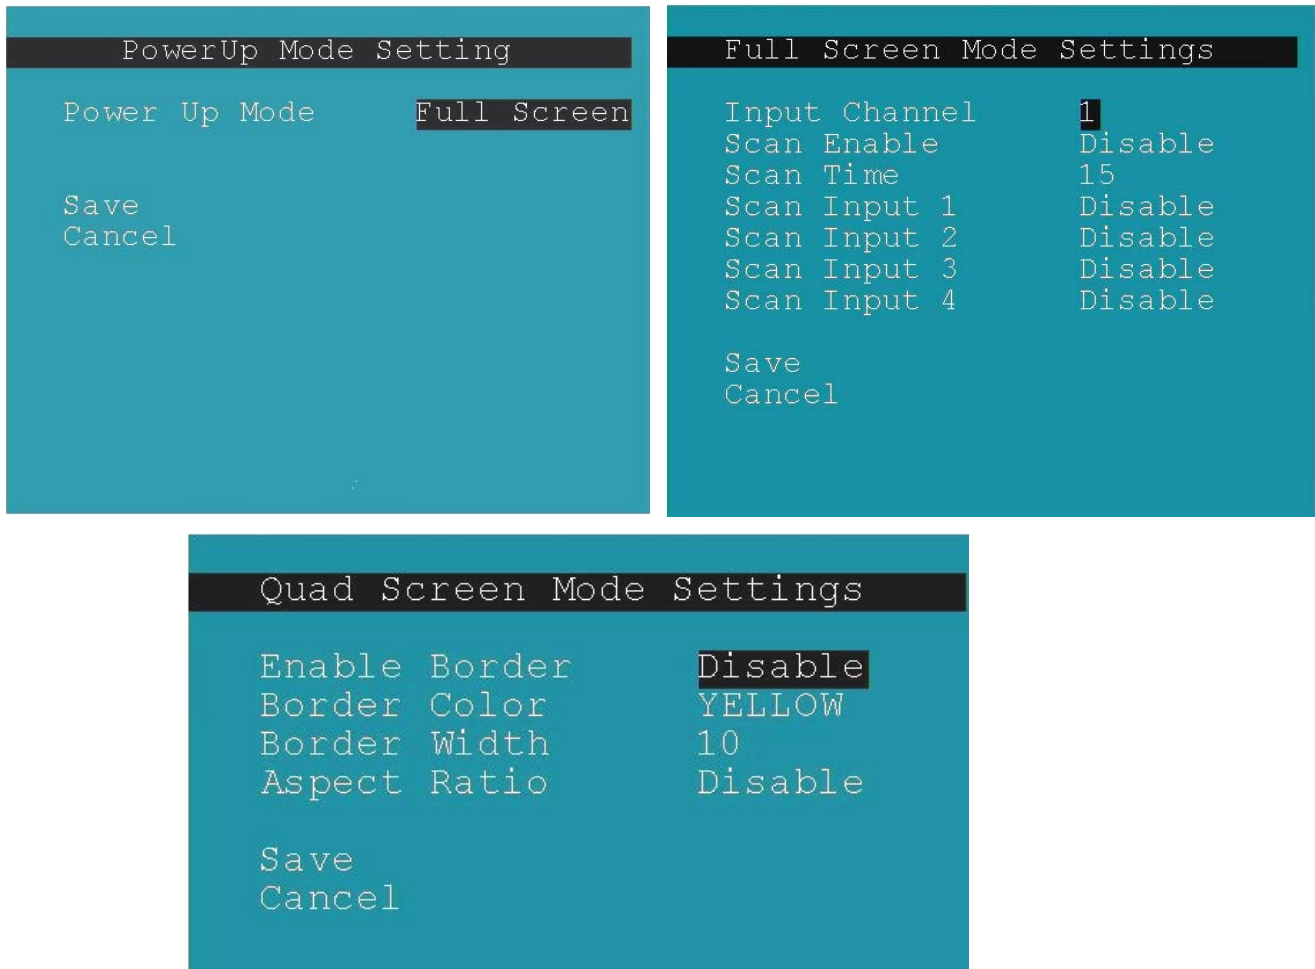 PowerUp Mode Setting
Power Up Mode Full Screen
Save
Cancel
Full Screen Mode Settings
Input Channel 1
Scan Enable Disable
Scan Time 15
Scan Input 1 Disable
Scan Input 2 Disable
Scan Input 3 Disable
Scan Input 4 Disable
Save
Cancel
Quad Screen Mode Settings
Enable Border Disable
Border Color YELLOW
Border Width 10
Aspect Ratio Disable
Save
Cancel